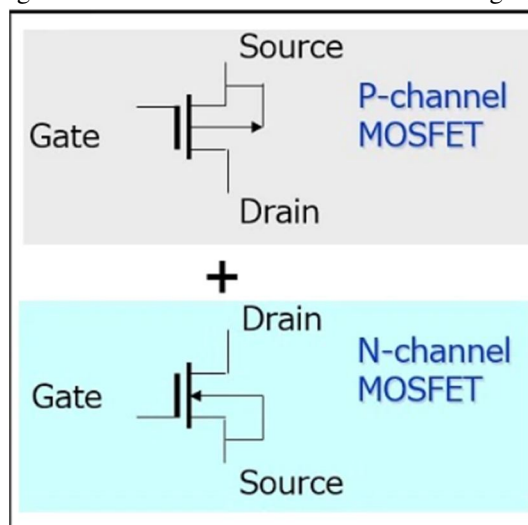 Source
P-channel
MOSFET
Gate
Drain
+
Drain
N-channel
MOSFET
Gate
Source